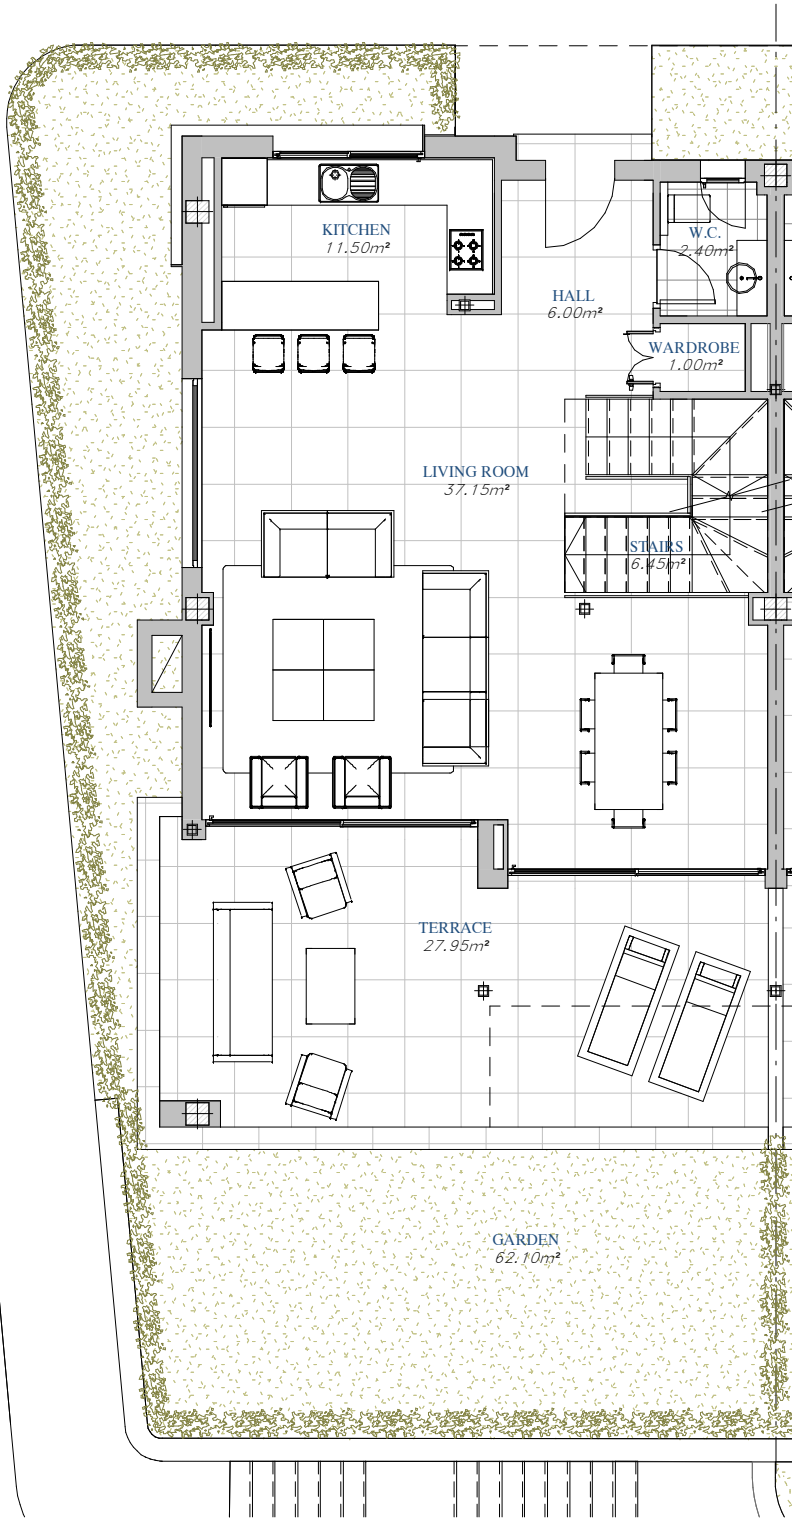 KITCHEN
11.50m²
W.C.
2.40m²
HALL
6.00m²
WARDROBE
1.00m²
LIVING ROOM
37.15m²
STAIRS
6.45m²
TERRACE
27.95m²
GARDEN
62.10m²